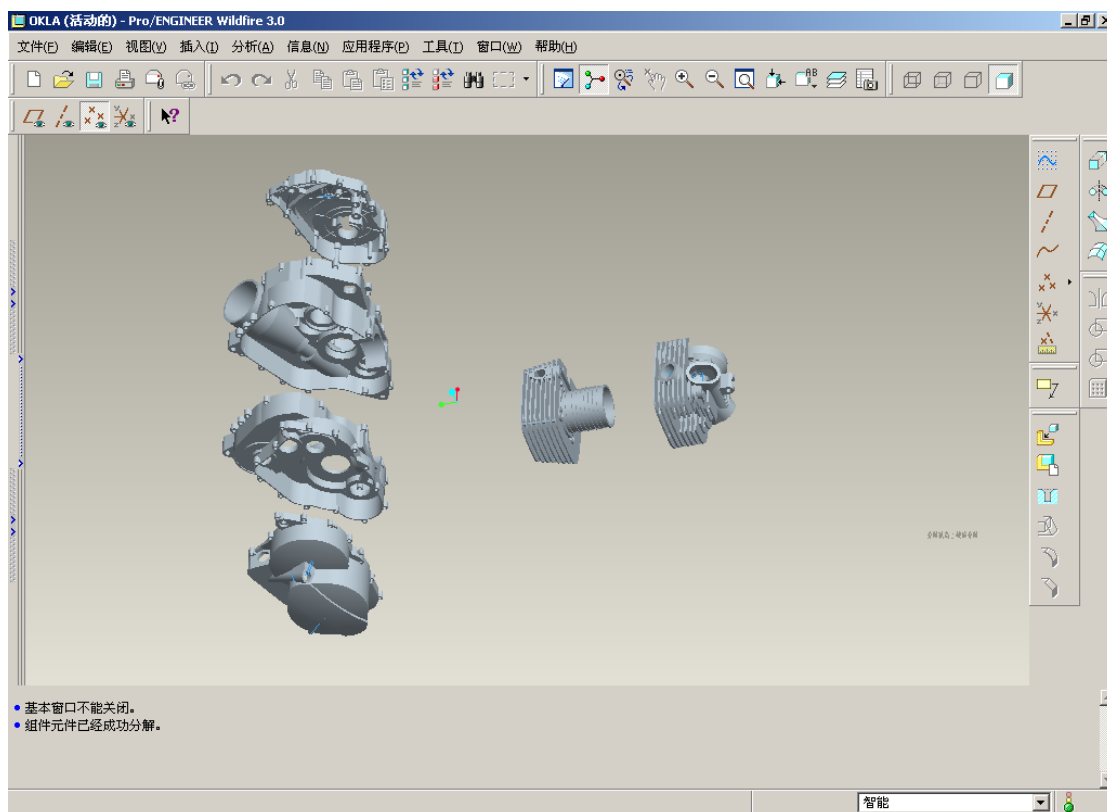 OKLA (活动的) - Pro/ENGINEER Wildfire 3.0
文件(F) 编辑(E) 视图(V) 插入(I) 分析(A) 信息(N) 应用程序(P) 工具(T) 窗口(W) 帮助(H)
基本窗口不能关闭。
组件元件已经成功分解。
智能